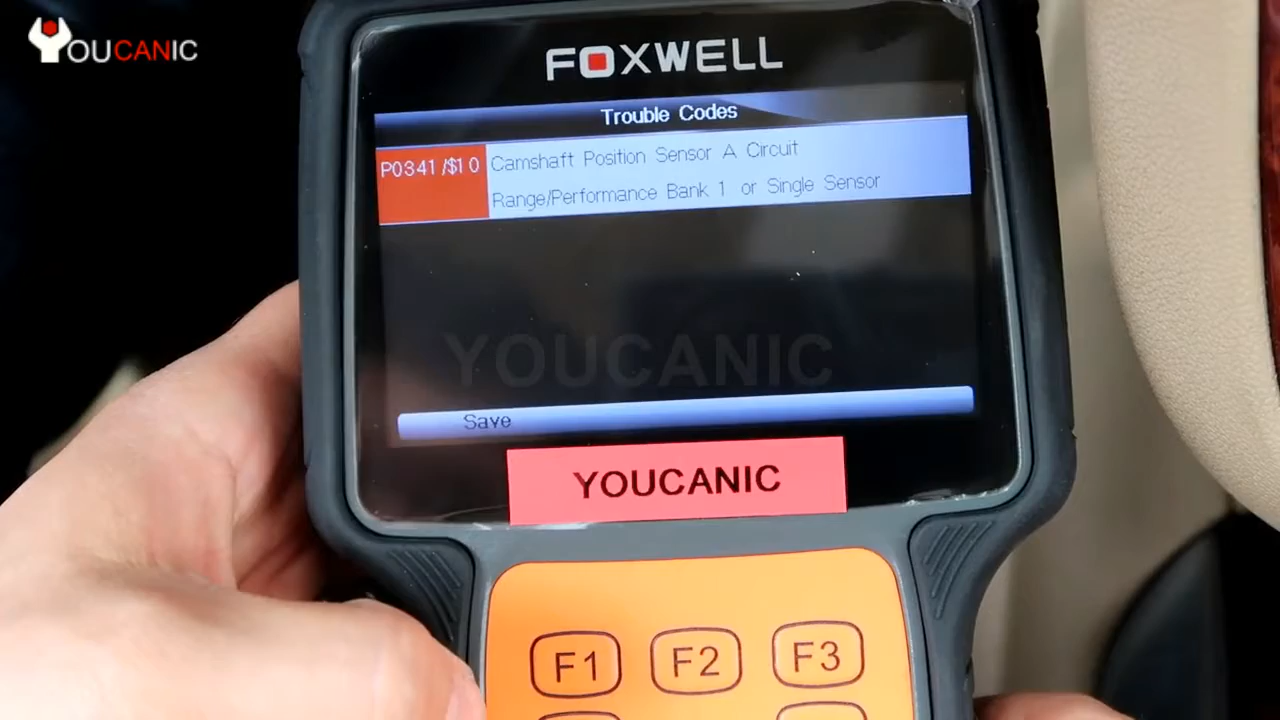 YOUCANIC
FOXWELL
Trouble Codes
P0341/$10
Camshaft Position Sensor A Circuit
Range/Performance Bank 1 or Single Sensor
YOUCANIC
Save
YOUCANIC
F1 F2 F3